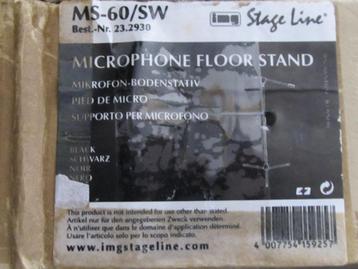 MS-60/SW
Best.-Nr. 23.2930
img Stage Line®
MICROPHONE FLOOR STAND
MIKROFON-BODENSTATIV
PIED DE MICRO
SUPPORTO PER MICROFONO
BLACK
SCHWARZ
NOIR
NERO
This product is not intended for use other than stated.
Artikel nur für den angegebenen Zweck verwenden.
À n'utiliser que dans le domaine d'application déterminé.
Usare l'articolo solo per lo scopo indicato.
www.imgstageline.com
4 007754 159257